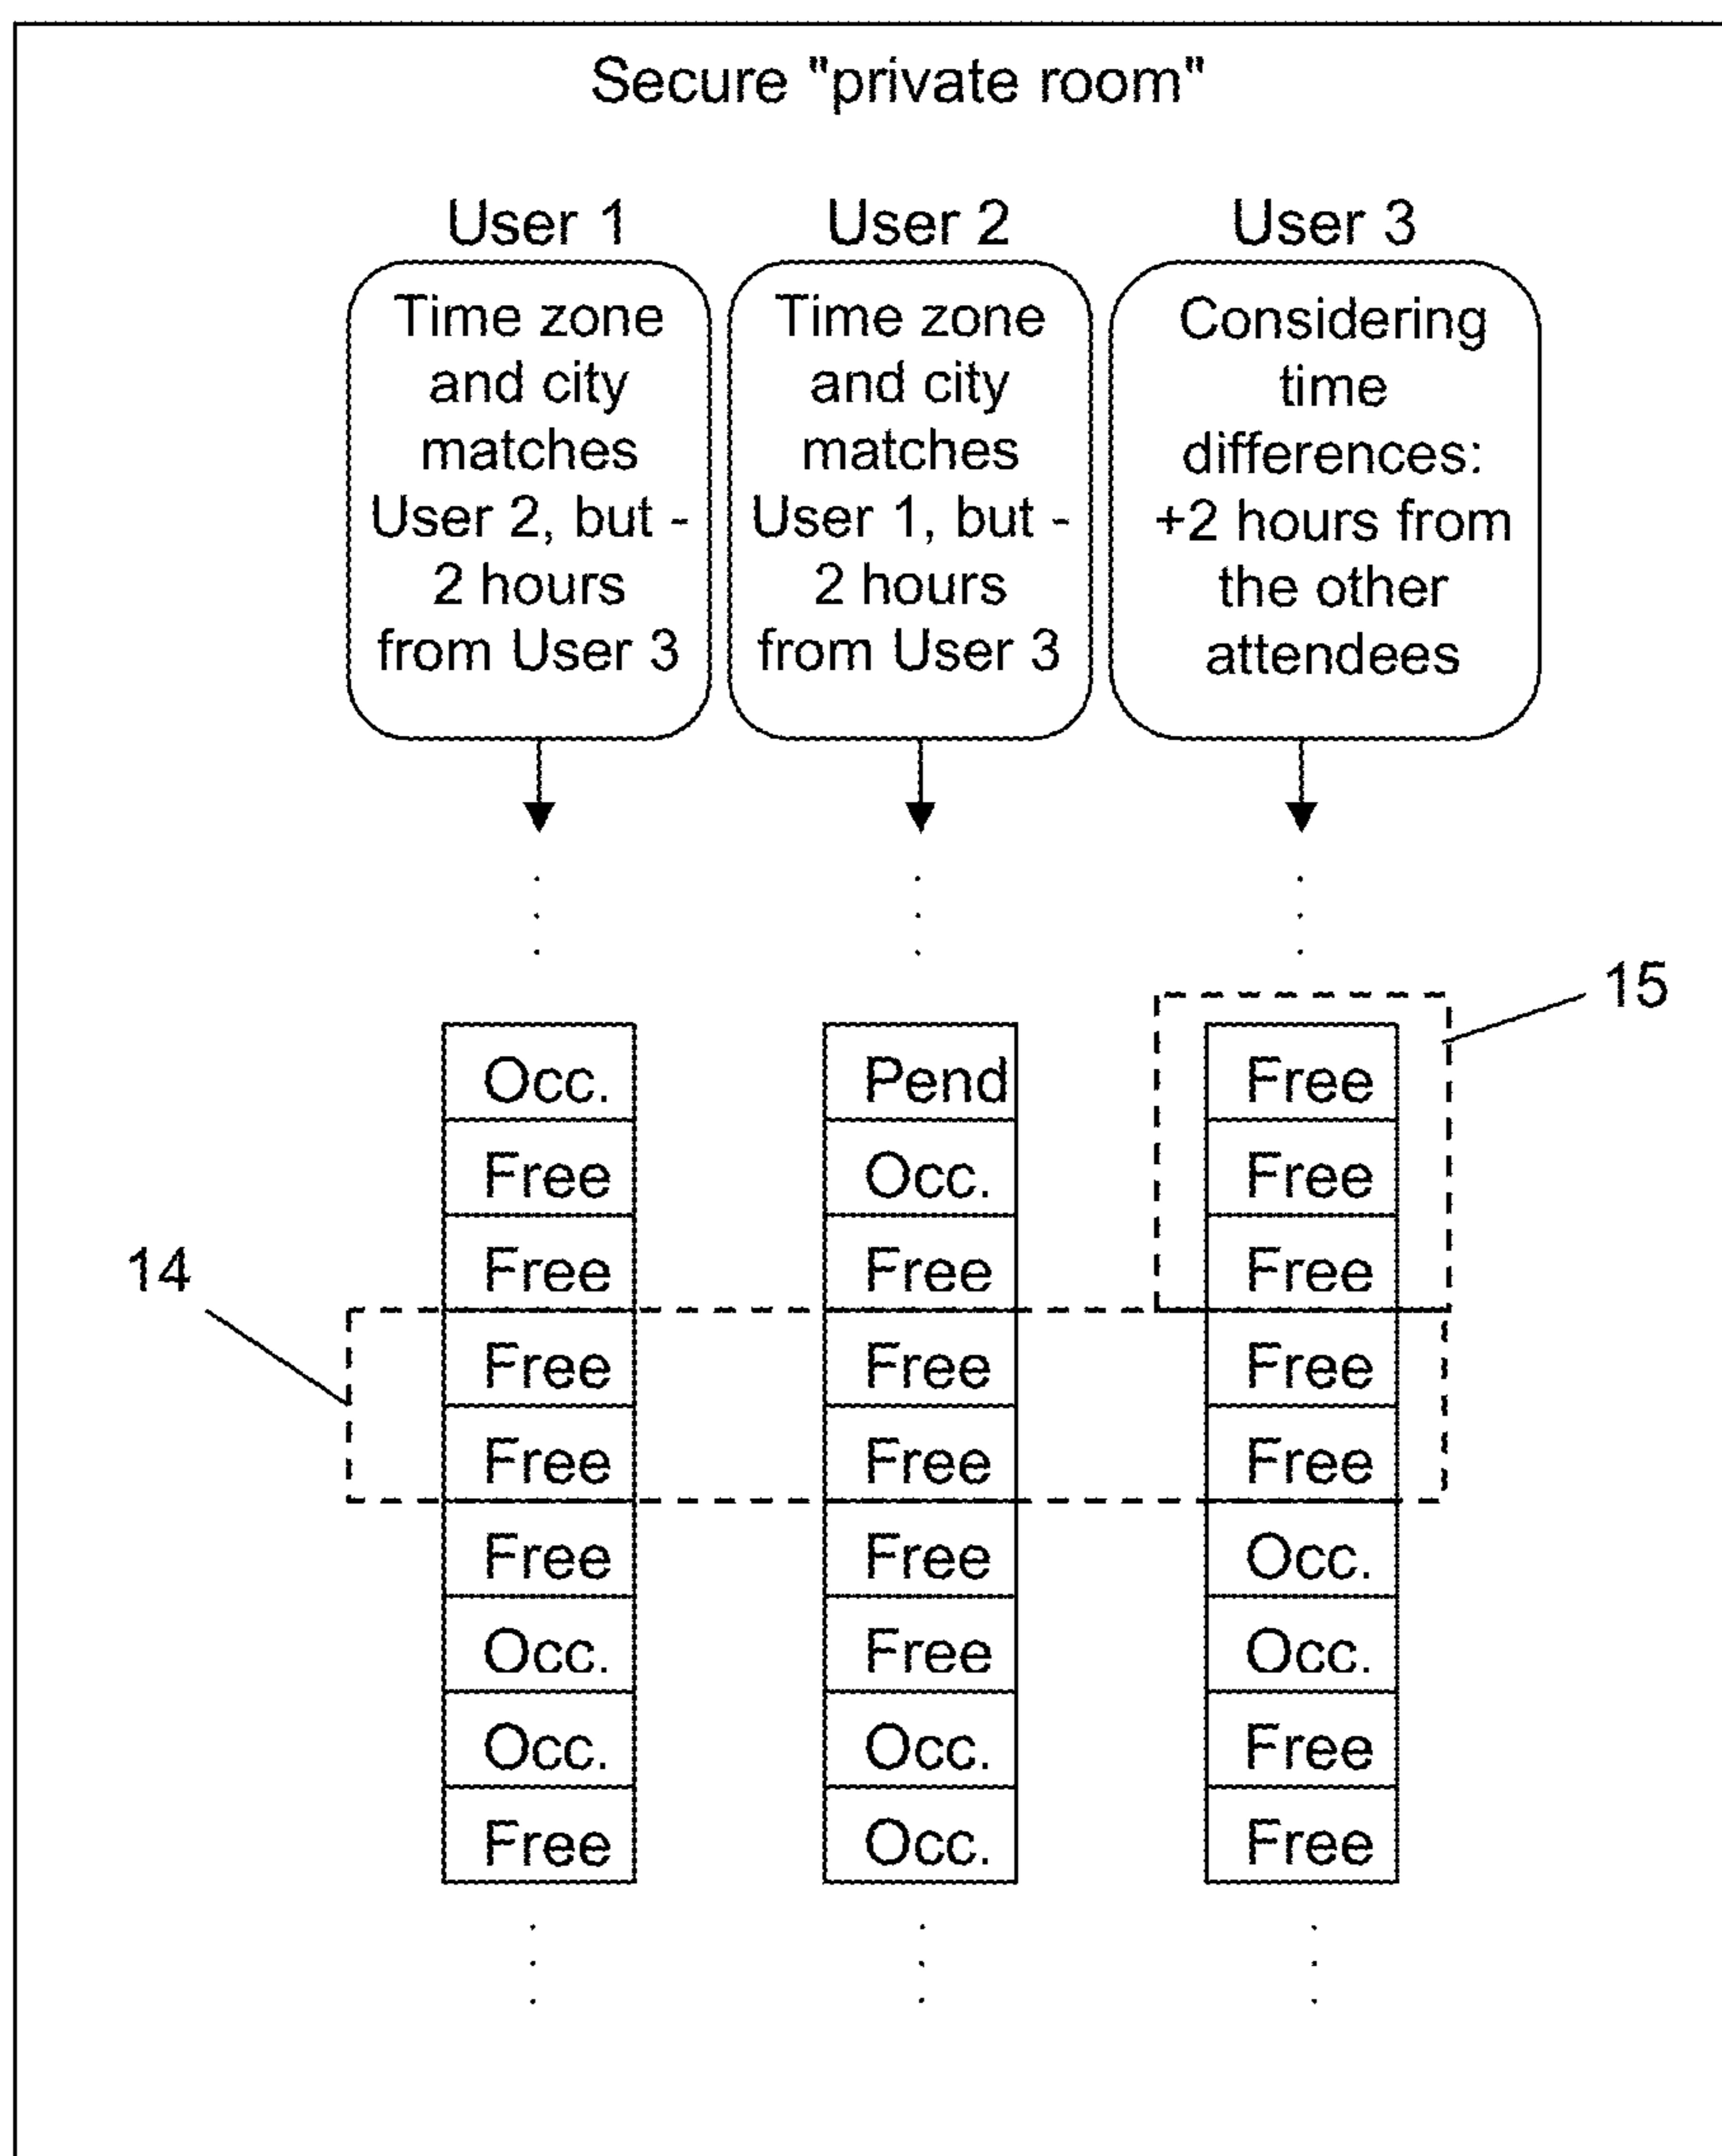 Secure "private room"
User 1 User 2 User 3
Time zone
and city
matches
User 2, but -
2 hours
from User 3
Time zone
and city
matches
User 1, but -
2 hours
from User 3
Considering
time
differences:
+2 hours from
the other
attendees
15
Occ. Pend Free
Free Occ. Free
Free Free Free
14
Free Free Free
Free Free Free
Free Free Occ.
Occ. Free Occ.
Occ. Occ. Free
Free Occ. Free